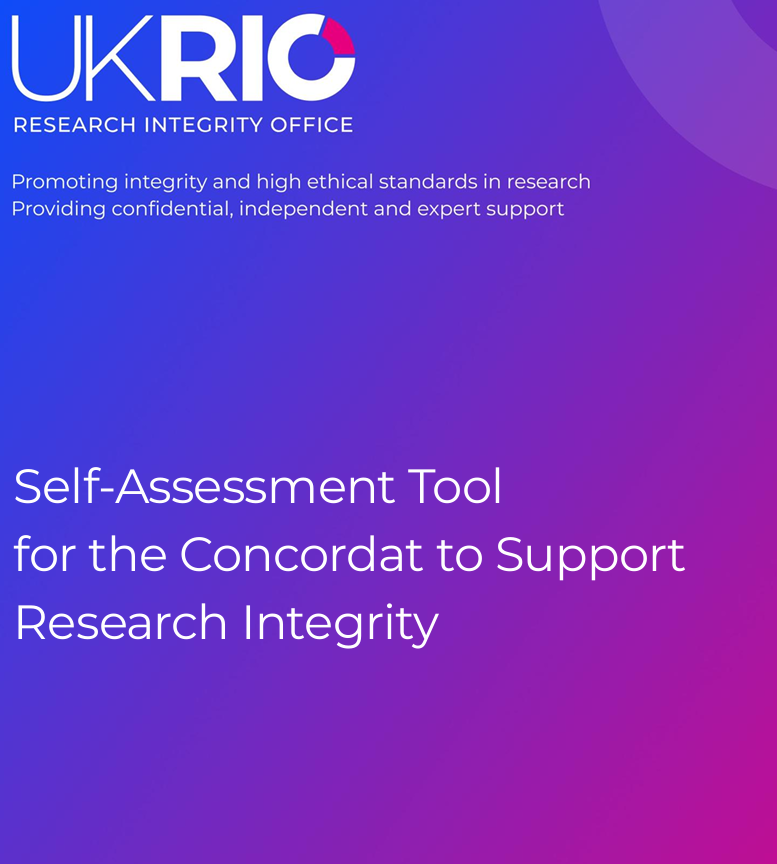 UKRIO
RESEARCH INTEGRITY OFFICE
Promoting integrity and high ethical standards in research
Providing confidential, independent and expert support
Self-Assessment Tool
for the Concordat to Support
Research Integrity